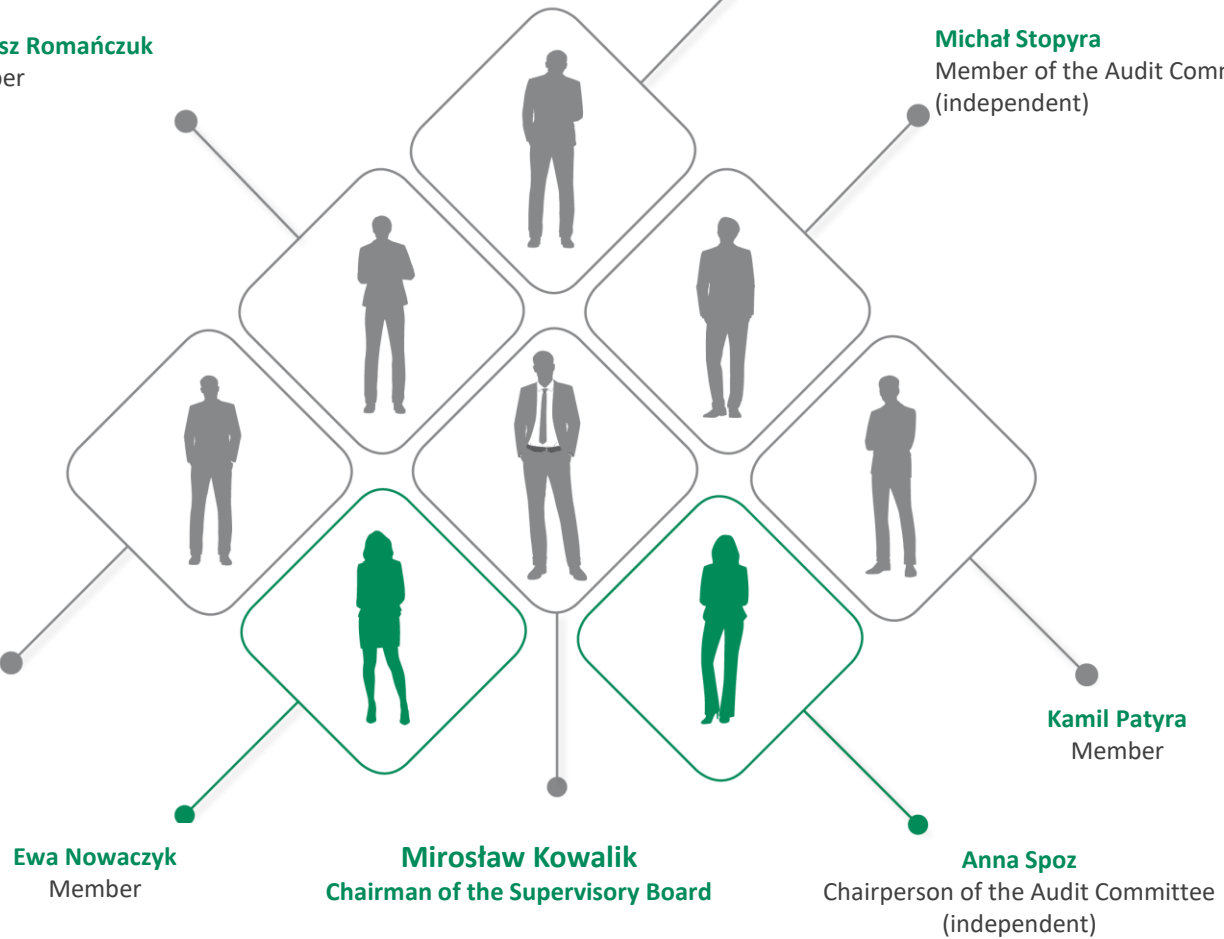 Romańczuk
Michał Stopyra
Member of the Audit
(independent)
Kamil Patyra
Member
Ewa Nowaczyk
Member
Mirosław Kowalik
Chairman of the Supervisory Board
Anna Spoz
Chairperson of the Audit Committee
(independent)